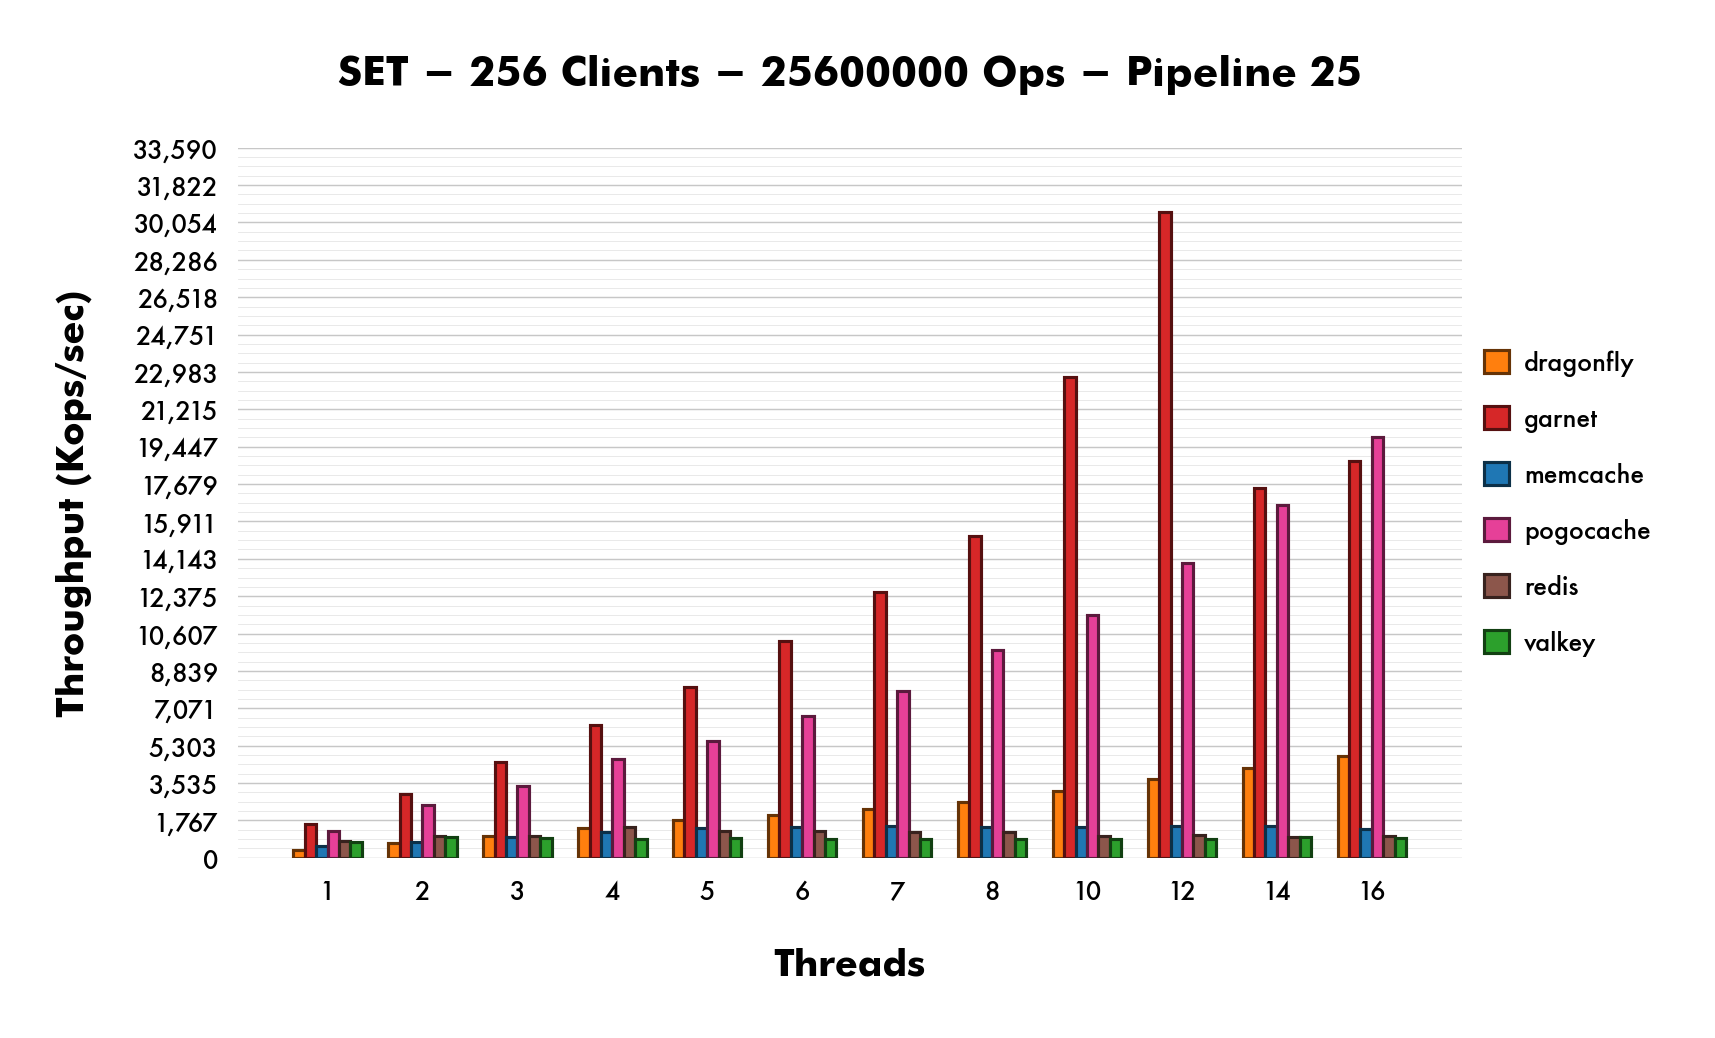 SET – 256 Clients – 25600000 Ops – Pipeline 25
Throughput (Kops/sec)
33,590
31,822
30,054
28,286
26,518
24,751
22,983
21,215
19,447
17,679
15,911
14,143
12,375
10,607
8,839
7,071
5,303
3,535
1,767
0
1 2 3 4 5 6 7 8 10 12 14 16
Threads
dragonfly
garnet
memcache
pogocache
redis
valkey